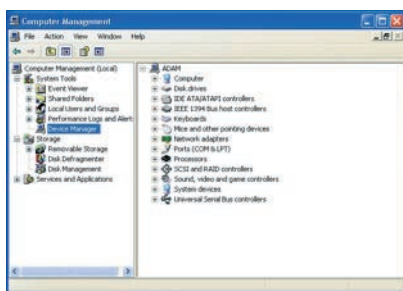 Computer Management
File Action View Window Help
Computer Management (Local)
System Tools
Event Viewer
Shared Folders
Local Users and Groups
Performance Logs and Alert
Device Manager
Storage
Removable Storage
Disk Defragmenter
Disk Management
Services and Applications
ADAM
Computer
Disk drives
IDE ATA/ATAPI controllers
IEEE 1394 Bus host controllers
Keyboards
Mice and other pointing devices
Network adapters
Ports (COM & LPT)
Processors
SCSI and RAID controllers
Sound, video and game controllers
System devices
Universal Serial Bus controllers